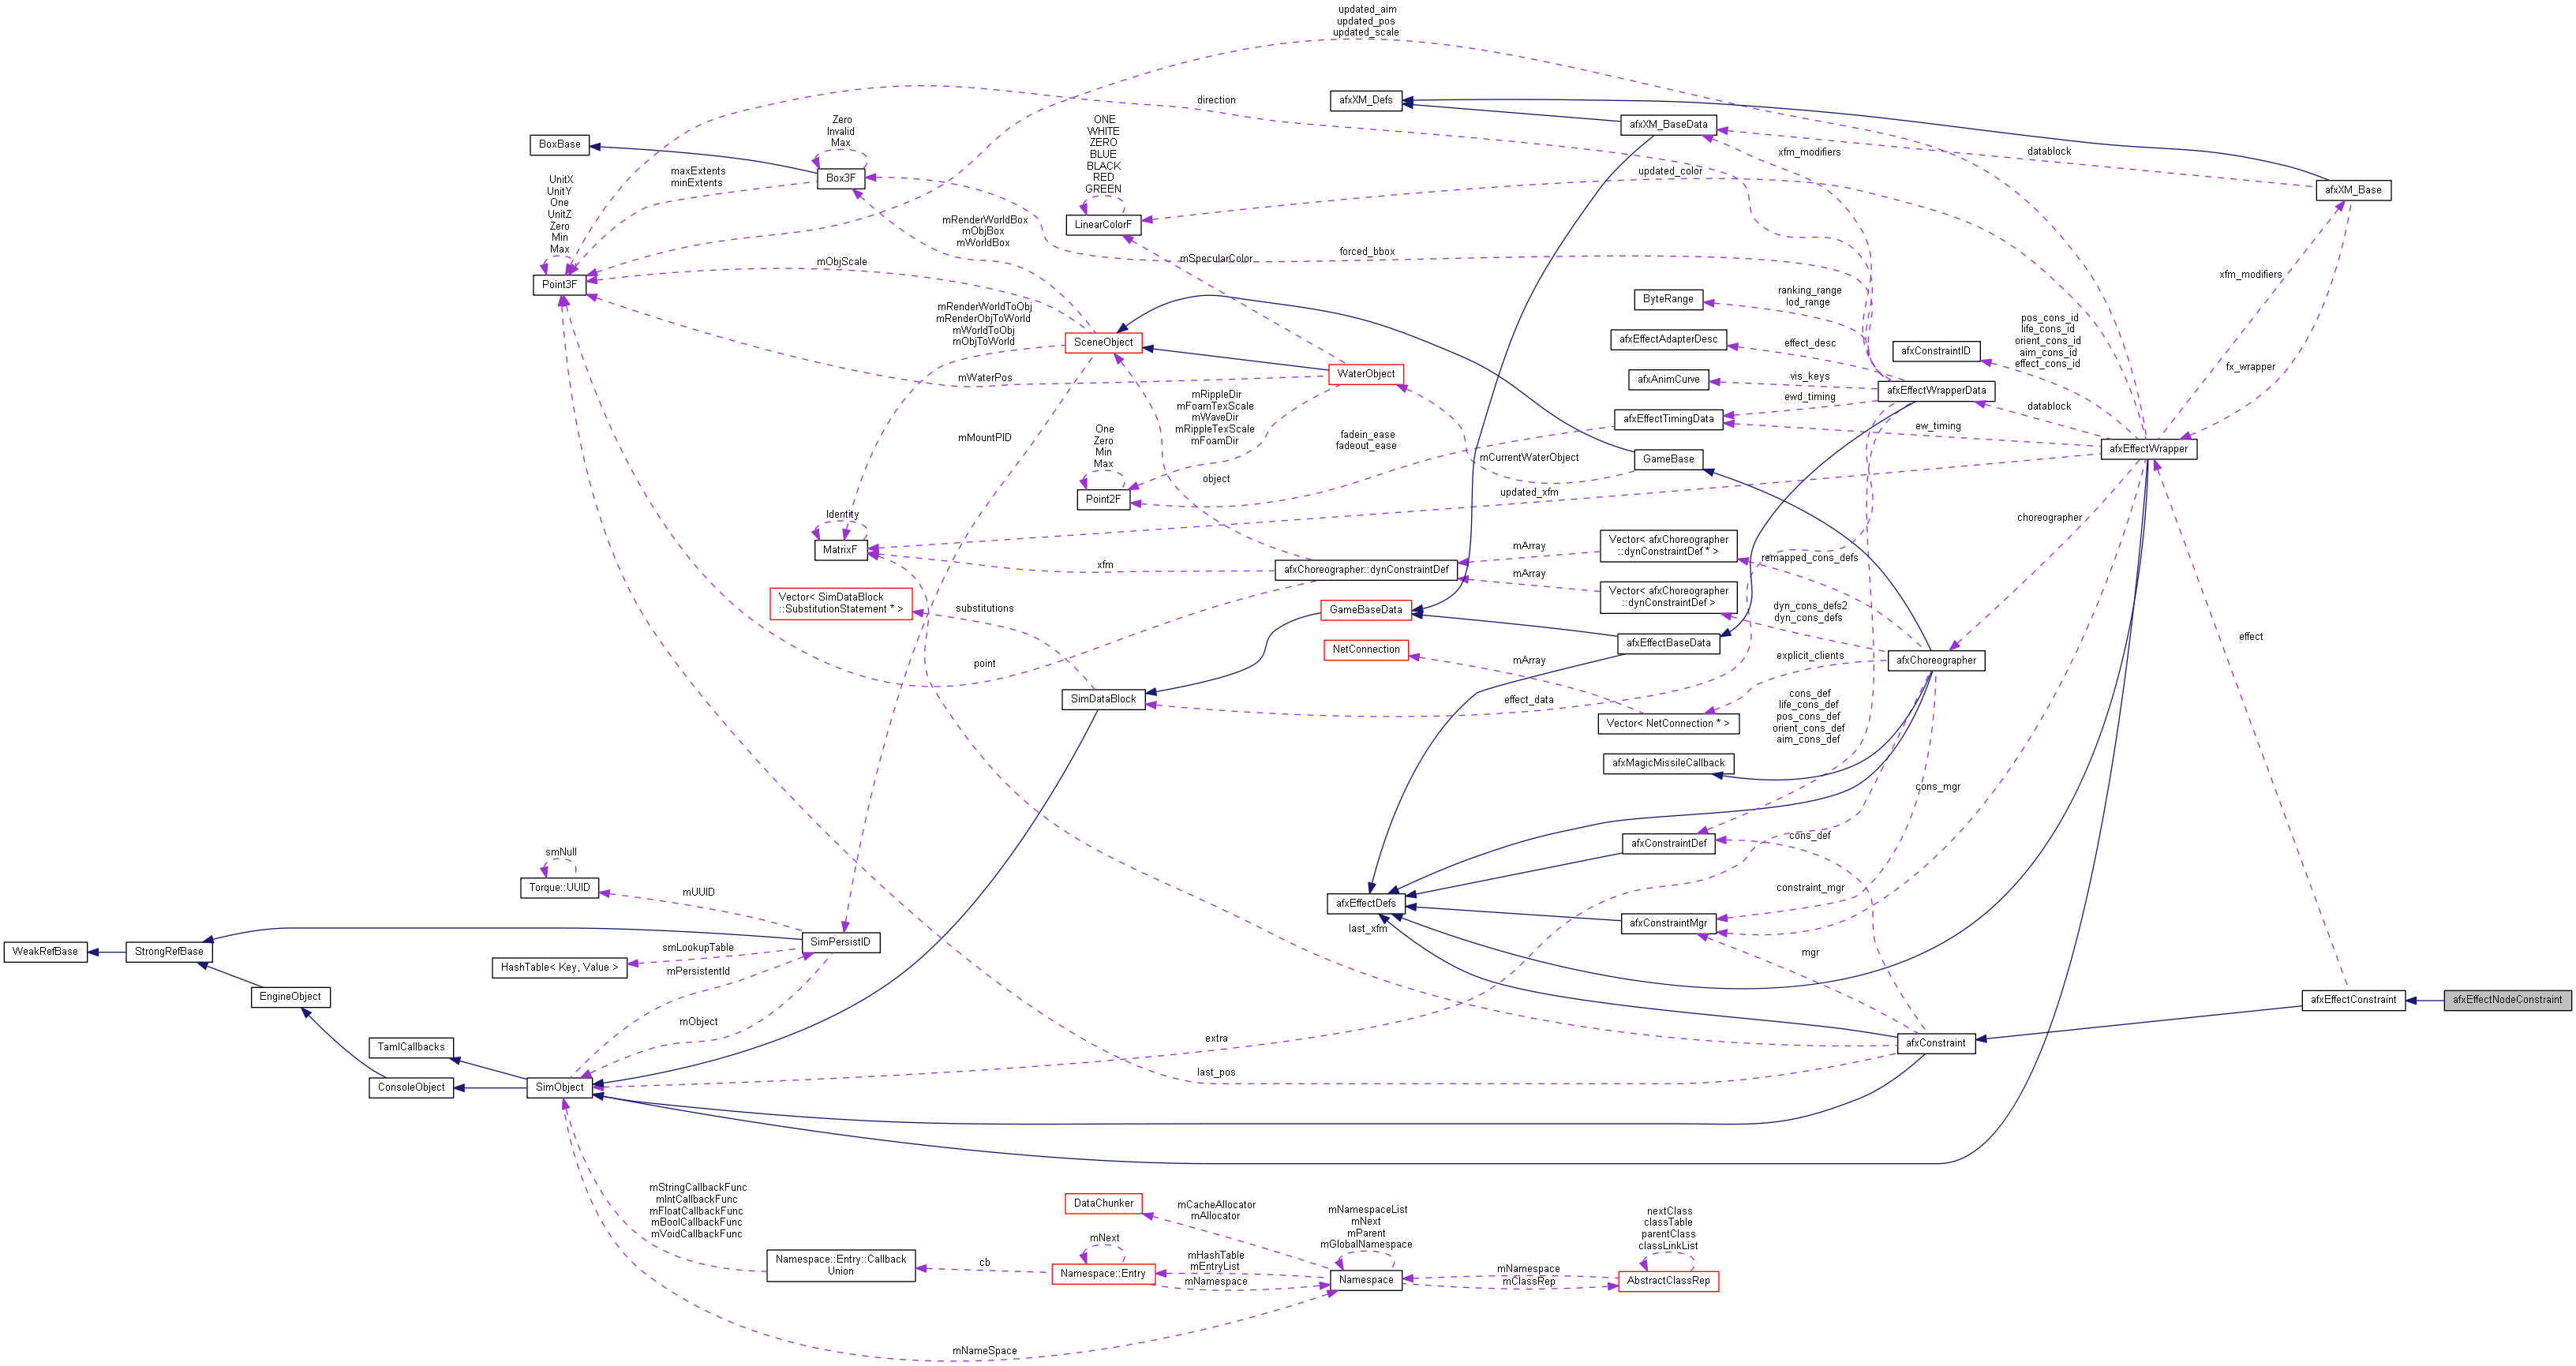 updated_aim
updated_pos
updated_scale
direction
afxXM_Defs
afxXM_BaseData
Zero
Invalid
Max
BoxBase
Box3F
maxExtents
minExtents
ONE
WHITE
ZERO
BLUE
BLACK
RED
GREEN
LinearColorF
xfm_modifiers
datablock
updated_color
afxXM_Base
UnitX
UnitY
One
UnitZ
Zero
Min
Max
Point3F
mRenderWorldBox
mObjBox
mWorldBox
mObjScale
mSpecularColor
forced_bbox
ByteRange
ranking_range
lod_range
xfm_modifiers
mRenderWorldToObj
mRenderObjToWorld
mWorldToObj
mObjToWorld
SceneObject
afxEffectAdapterDesc
effect_desc
afxConstraintID
pos_cons_id
life_cons_id
orient_cons_id
aim_cons_id
effect_cons_id
fx_wrapper
mWaterPos
WaterObject
afxAnimCurve
vis_keys
afxEffectWrapperData
mRippleDir
mFoamTexScale
mWaveDir
mRippleTexScale
mFoamDir
afxEffectTimingData
ewd_timing
datablock
ew_timing
afxEffectWrapper
mMountPID
One
Zero
Min
Max
Point2F
fadein_ease
fadeout_ease
mCurrentWaterObject
GameBase
object
updated_xfm
Identity
MatrixF
choreographer
Vector< afxChoreographer
::dynConstraintDef * >
mArray
remapped_cons_defs
xfm
afxChoreographer::dynConstraintDef
mArray
Vector< afxChoreographer
::dynConstraintDef >
Vector< SimDataBlock
::SubstitutionStatement * >
substitutions
GameBaseData
dyn_cons_defs2
dyn_cons_defs
effect
afxEffectBaseData
NetConnection
mArray
explicit_clients
afxChoreographer
point
SimDataBlock
effect_data
Vector< NetConnection * >
cons_def
life_cons_def
pos_cons_def
orient_cons_def
aim_cons_def
afxMagicMissileCallback
cons_mgr
afxConstraintDef
cons_def
smNull
Torque::UUID
mUUID
afxEffectDefs
constraint_mgr
afxConstraintMgr
last_xfm
WeakRefBase
StrongRefBase
SimPersistID
smLookupTable
HashTable< Key, Value >
mPersistentId
mgr
EngineObject
afxEffectConstraint
afxEffectNodeConstraint
mObject
TamlCallbacks
extra
afxConstraint
ConsoleObject
SimObject
last_pos
mStringCallbackFunc
mIntCallbackFunc
mFloatCallbackFunc
mBoolCallbackFunc
mVoidCallbackFunc
DataChunker
mCacheAllocator
mAllocator
mNamespaceList
mNext
mParent
mGlobalNamespace
nextClass
classTable
parentClass
classLinkList
Namespace::Entry::Callback
Union
cb
mNext
Namespace::Entry
mHashTable
mEntryList
mNamespace
Namespace
mNamespace
mClassRep
AbstractClassRep
mNameSpace